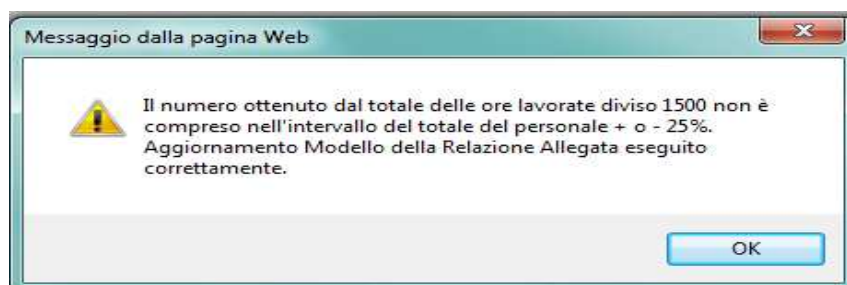 Messaggio dalla pagina Web
Il numero ottenuto dal totale delle ore lavorate diviso 1500 non è
compreso nell'intervallo del totale del personale + o - 25%.
Aggiornamento Modello della Relazione Allegata eseguito
correttamente.
OK